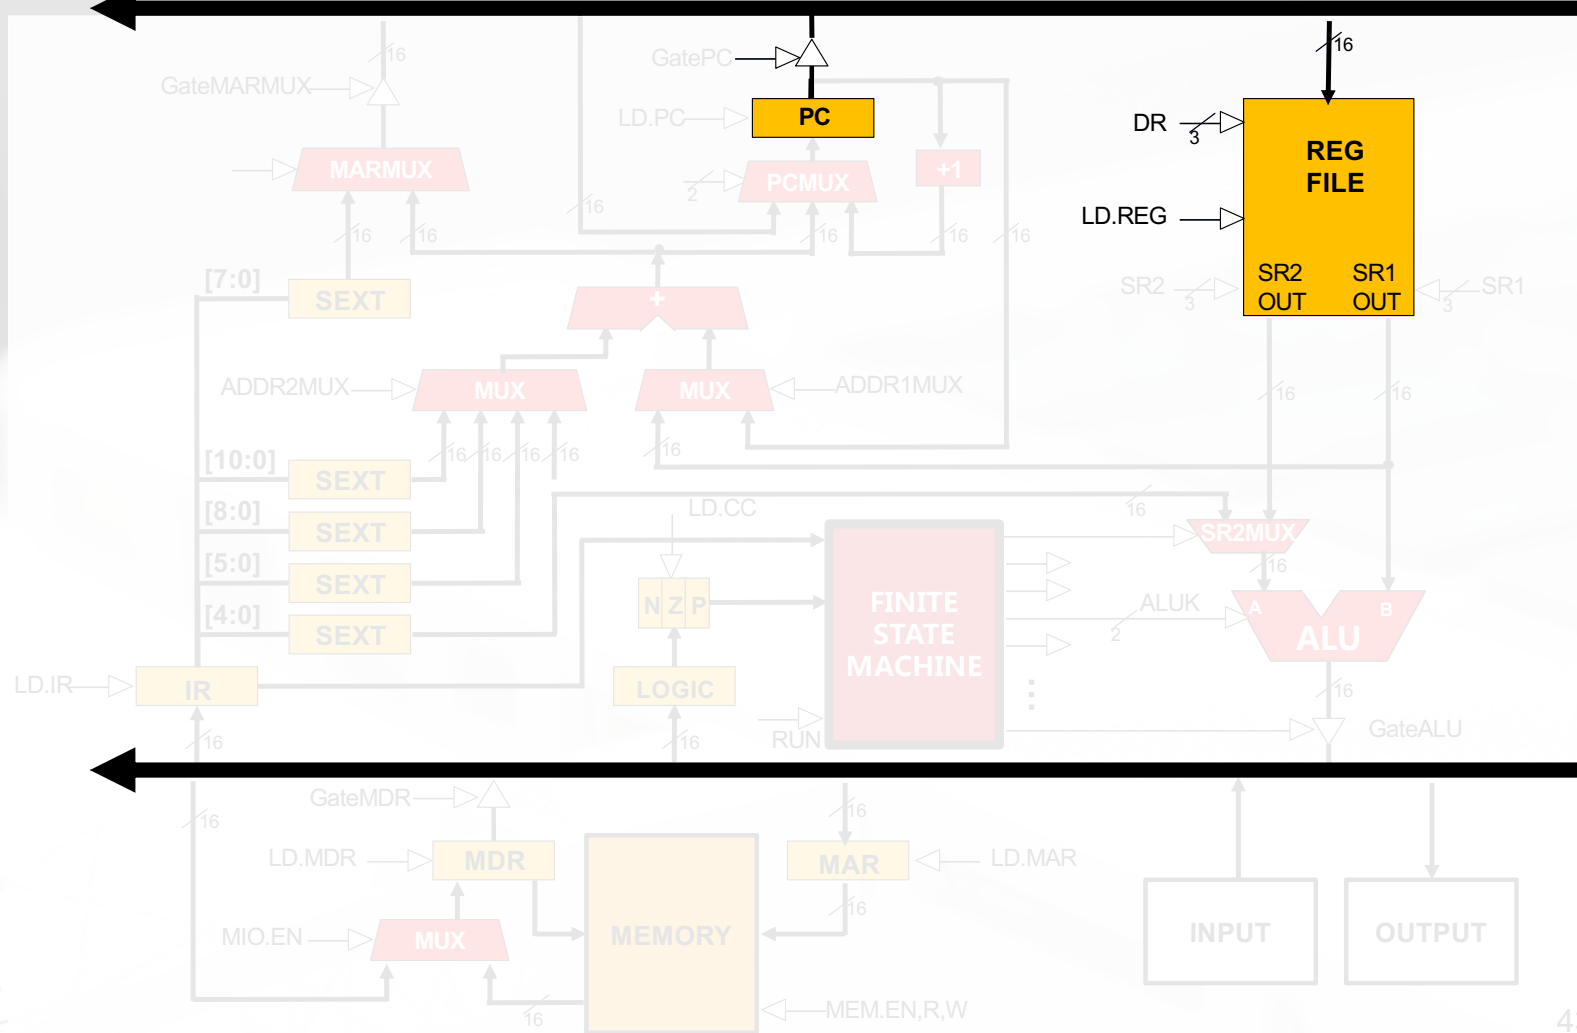 16
16
GatePC
GateMARMUX
PC
LD.PC
DR
3
REG
FILE
MARMUX
PCMUX
+1
2
16
LD.REG
16
16
16
16
16
[7:0]
SEXT
+
SR2
OUT
SR1
OUT
SR2
3
SR1
3
ADDR2MUX
MUX
MUX
ADDR1MUX
16
16
[10:0]
SEXT
16
16
16
16
16
[8:0]
SEXT
LD.CC
16
SR2MUX
16
[5:0]
SEXT
N Z P
FINITE
STATE
MACHINE
ALUK
2
A
B
ALU
[4:0]
SEXT
LD.IR
IR
LOGIC
16
16
16
RUN
GateALU
GateMDR
16
16
LD.MDR
MDR
MAR
LD.MAR
16
MIO.EN
MUX
MEMORY
INPUT
OUTPUT
16
MEM.EN,R,W